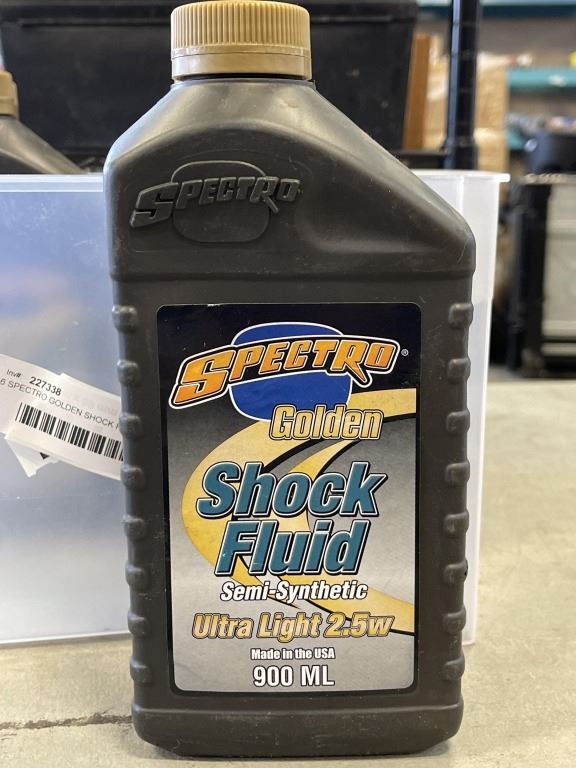 SPECTRO
SPECTRO®
Golden
Shock
Fluid
Semi-Synthetic
Ultra Light 2.5w
Made in the USA
900 ML
Inv# 227338
6 SPECTRO GOLDEN SHOCK